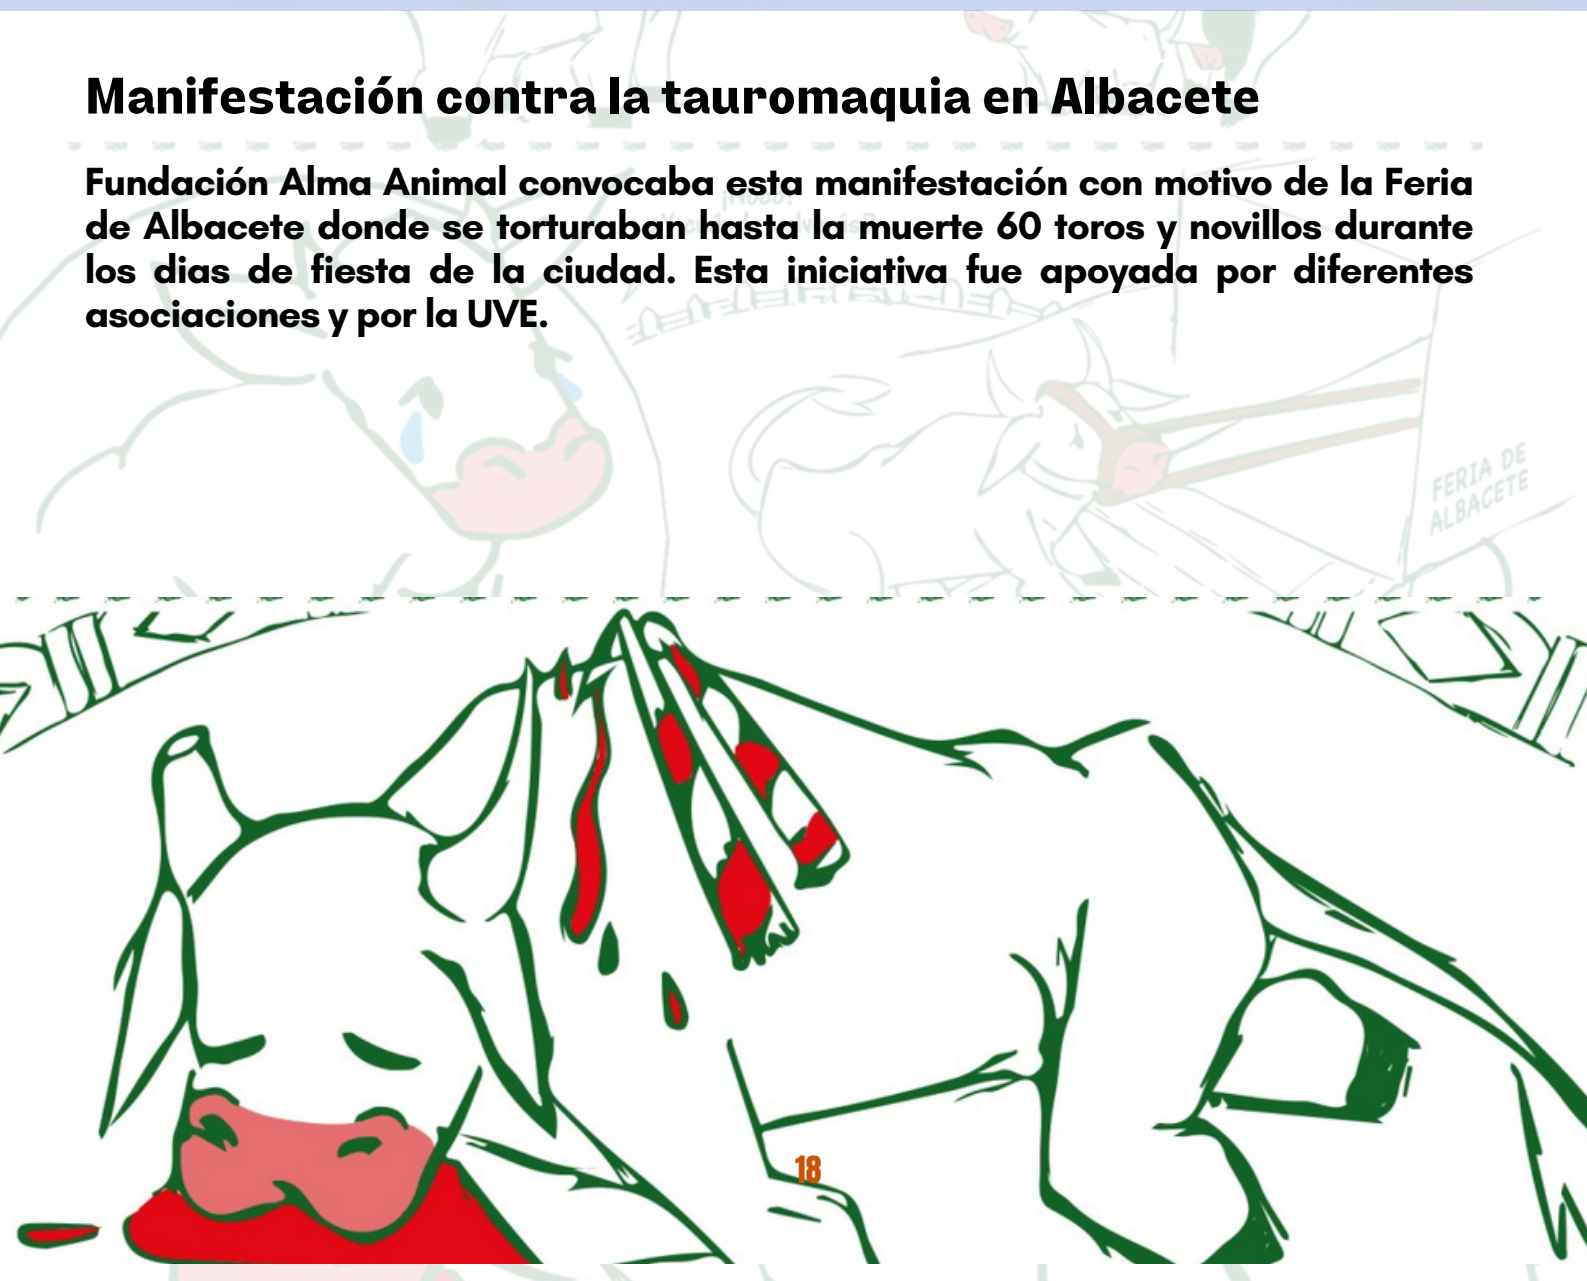 Manifestación contra la tauromaquia en Albacete
Fundación Alma Animal convocaba esta manifestación con motivo de la Feria
de Albacete donde se torturaban hasta la muerte 60 toros y novillos durante
los dias de fiesta de la ciudad. Esta iniciativa fue apoyada por diferentes
asociaciones y por la UVE.
FERIA DE
ALBACETE
18